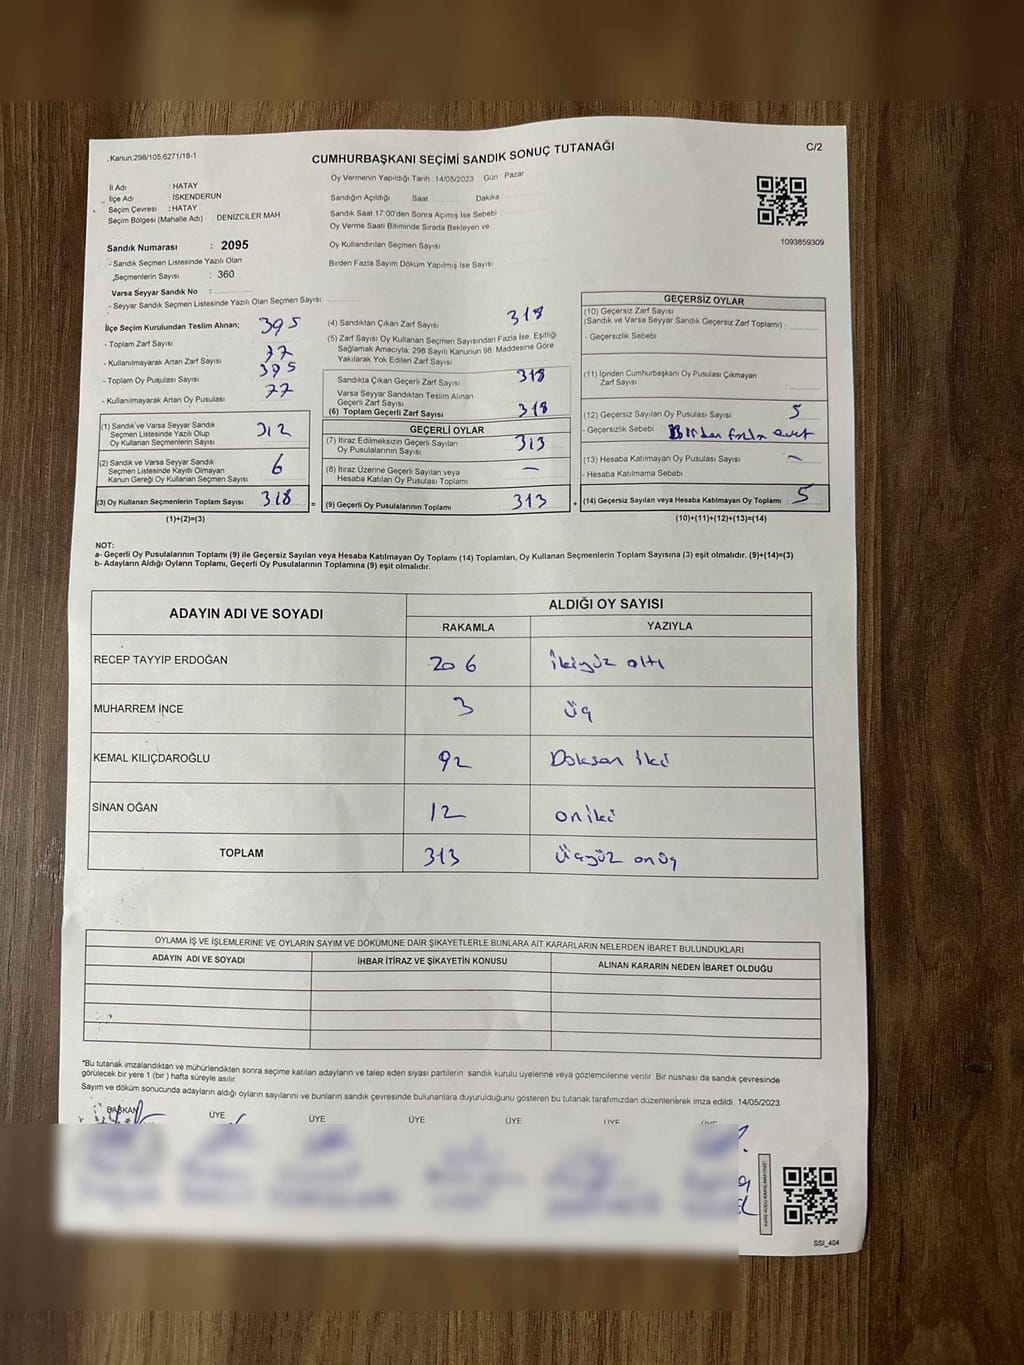 . Kanun:298/105,6271/18-1
CUMHURBAŞKANI SEÇİMİ SANDIK SONUÇ TUTANAĞI
C/2
İl Adı : HATAY
İlçe Adı : İSKENDERUN
Seçim Çevresi : HATAY
Seçim Bölgesi (Mahalle Adı) : DENİZCİLER MAH
Oy Vermenin Yapıldığı Tarih :14/05/2023 Gün : Pazar
Sandığın Açıldığı Saat Dakika
Sandık Saat 17:00'den Sonra Açımış İse Sebebi
Oy Verme Saati Bitiminde Sırada Bekleyen ve
Oy Kullandırılan Seçmen Sayısı
Birden Fazla Sayım Döküm Yapılmış İse Sayısı
1093859309
Sandık Numarası : 2095
- Sandık Seçmen Listesinde Yazılı Olan
Seçmenlerin Sayısı : 360
Varsa Seyyar Sandık No :
- Seyyar Sandık Seçmen Listesinde Yazılı Olan Seçmen Sayısı:
İlçe Seçim Kurulundan Teslim Alınan;
- Toplam Zarf Sayısı 395
- Kullanılmayarak Artan Zarf Sayısı 77
- Toplam Oy Pusulası Sayısı 395
- Kullanılmayarak Artan Oy Pusulası 77
(1) Sandık ve Varsa Seyyar Sandık
Seçmen Listesinde Yazılı Olup
Oy Kullanan Seçmenlerin Sayısı 312
(2) Sandık ve Varsa Seyyar Sandık
Seçmen Listesinde Kayıtlı Olmayan
Kanun Gereği Oy Kullanan Seçmen Sayısı 6
(3) Oy Kullanan Seçmenlerin Toplam Sayısı 318 =
(1)+(2)=(3)
(4) Sandıktan Çıkan Zarf Sayısı 318
(5) Zarf Sayısı Oy Kullanan Seçmen Sayısından Fazla İse, Eşitliği
Sağlamak Amacıyla, 298 Sayılı Kanunun 98. Maddesine Göre
Yakılarak Yok Edilen Zarf Sayısı
Sandıkta Çıkan Geçerli Zarf Sayısı 318
Varsa Seyyar Sandıktan Teslim Alınan
Geçerli Zarf Sayısı
(6) Toplam Geçerli Zarf Sayısı 318
GEÇERLİ OYLAR
(7) İtiraz Edilmeksizin Geçerli Sayılan
Oy Pusulalarının Sayısı 313
(8) İtiraz Üzerine Geçerli Sayılan veya
Hesaba Katılan Oy Pusulası Toplamı —
(9) Geçerli Oy Pusulalarının Toplamı 313 +
GEÇERSİZ OYLAR
(10) Geçersiz Zarf Sayısı
(Sandık ve Varsa Seyyar Sandık Geçersiz Zarf Toplamı) :
- Geçersizlik Sebebi
(11) İçinden Cumhurbaşkanı Oy Pusulası Çıkmayan
Zarf Sayısı
(12) Geçersiz Sayılan Oy Pusulası Sayısı 5
- Geçersizlik Sebebi : Birden fazla evet
(13) Hesaba Katılmayan Oy Pusulası Sayısı —
- Hesaba Katılmama Sebebi
(14) Geçersiz Sayılan veya Hesaba Katılmayan Oy Toplamı 5
(10)+(11)+(12)+(13)=(14)
NOT:
a- Geçerli Oy Pusulalarının Toplamı (9) ile Geçersiz Sayılan veya Hesaba Katılmayan Oy Toplamı (14) Toplamları, Oy Kullanan Seçmenlerin Toplam Sayısına (3) eşit olmalıdır. (9)+(14)=(3)
b- Adayların Aldığı Oyların Toplamı, Geçerli Oy Pusulalarının Toplamına (9) eşit olmalıdır.
ADAYIN ADI VE SOYADI
ALDIĞI OY SAYISI
RAKAMLA YAZIYLA
RECEP TAYYİP ERDOĞAN 206 ikiyüz altı
MUHARREM İNCE 3 üç
KEMAL KILIÇDAROĞLU 92 Doksan iki
SİNAN OĞAN 12 oniki
TOPLAM 313 Üçyüz onüç
OYLAMA İŞ VE İŞLEMLERİNE VE OYLARIN SAYIM VE DÖKÜMÜNE DAİR ŞİKAYETLERLE BUNLARA AİT KARARLARIN NELERDEN İBARET BULUNDUKLARI
ADAYIN ADI VE SOYADI İHBAR İTİRAZ VE ŞİKAYETİN KONUSU ALINAN KARARIN NEDEN İBARET OLDUĞU
*Bu tutanak imzalandıktan ve mühürlendikten sonra seçime katılan adayların ve talep eden siyasi partilerin sandık kurulu üyelerine veya gözlemcilerine verilir. Bir nüshası da sandık çevresinde
görülecek bir yere 1 (bir ) hafta süreyle asılır.
Sayım ve döküm sonucunda adayların aldığı oyların sayılarını ve bunların sandık çevresinde bulunanlara duyurulduğunu gösteren bu tutanak tarafımızdan düzenlenerek imza edildi. 14/05/2023
BAŞKAN ÜYE ÜYE ÜYE ÜYE ÜYE ÜYE
SSI_404